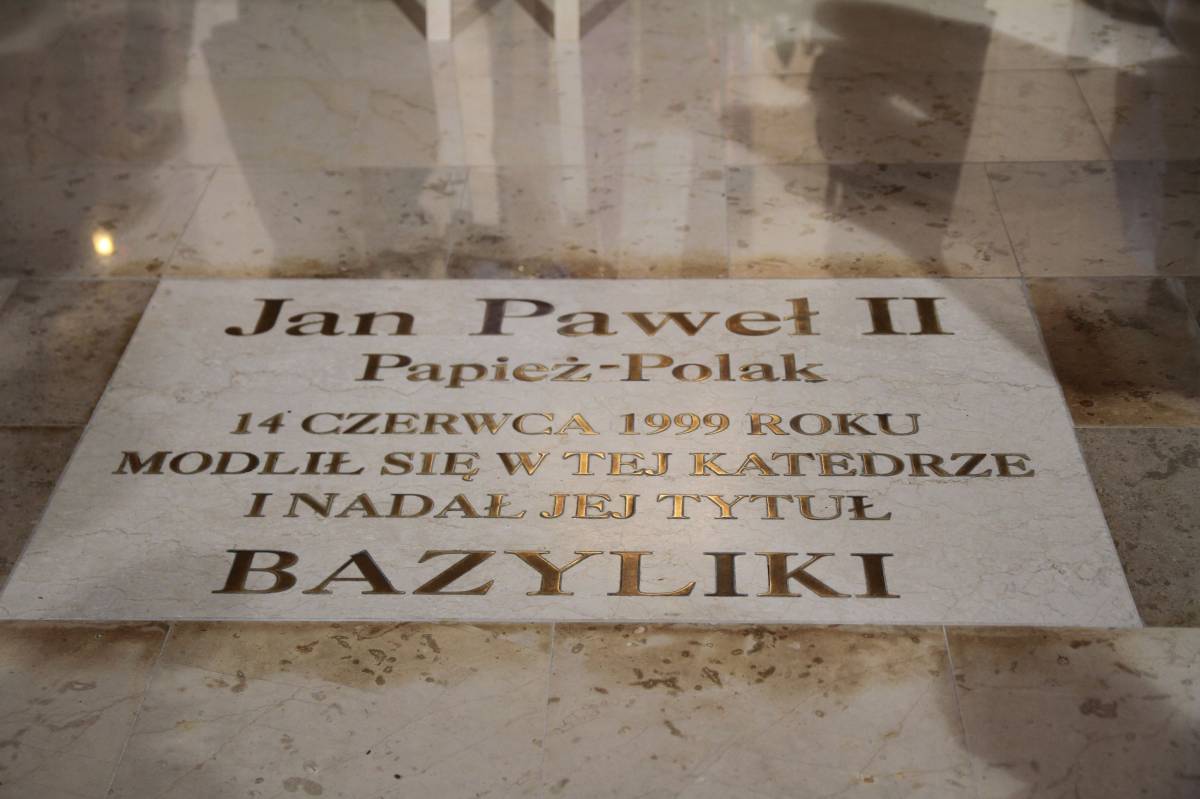 Jan Paweł II
Papież-Polak
14 CZERWCA 1999 ROKU
MODLIŁ SIĘ W TEJ KATEDRZE
I NADAŁ JEJ TYTUŁ
BAZYLIKI